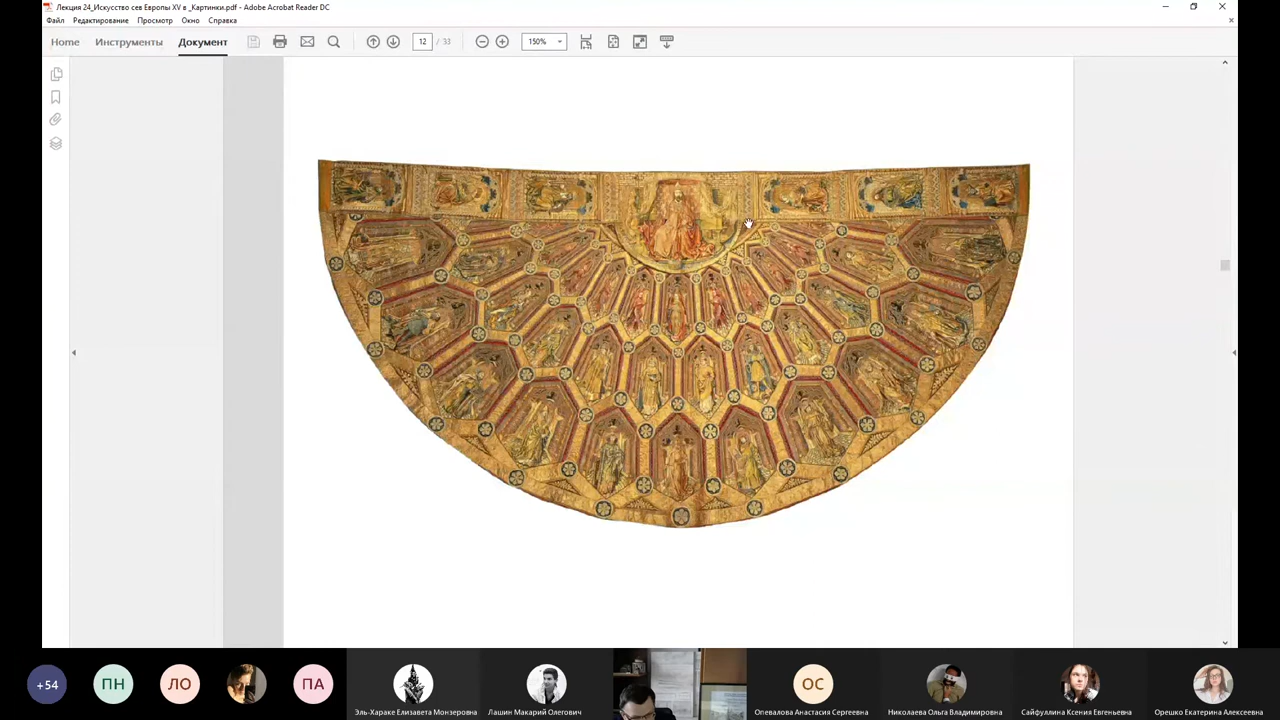 Лекция 24_Искусство сев Европы XV в _Картинки.pdf - Adobe Acrobat Reader DC
Файл Редактирование Просмотр Окно Справка
Home Инструменты Документ 12 / 33 150%
+54 ПН ЛО ПА ОС
Эль-Хараке Елизавета Монзеровна Лашин Макарий Олегович Опевалова Анастасия Сергеевна Николаева Ольга Владимировна Сайфуллина Ксения Евгеньевна Орешко Екатерина Алексеевна